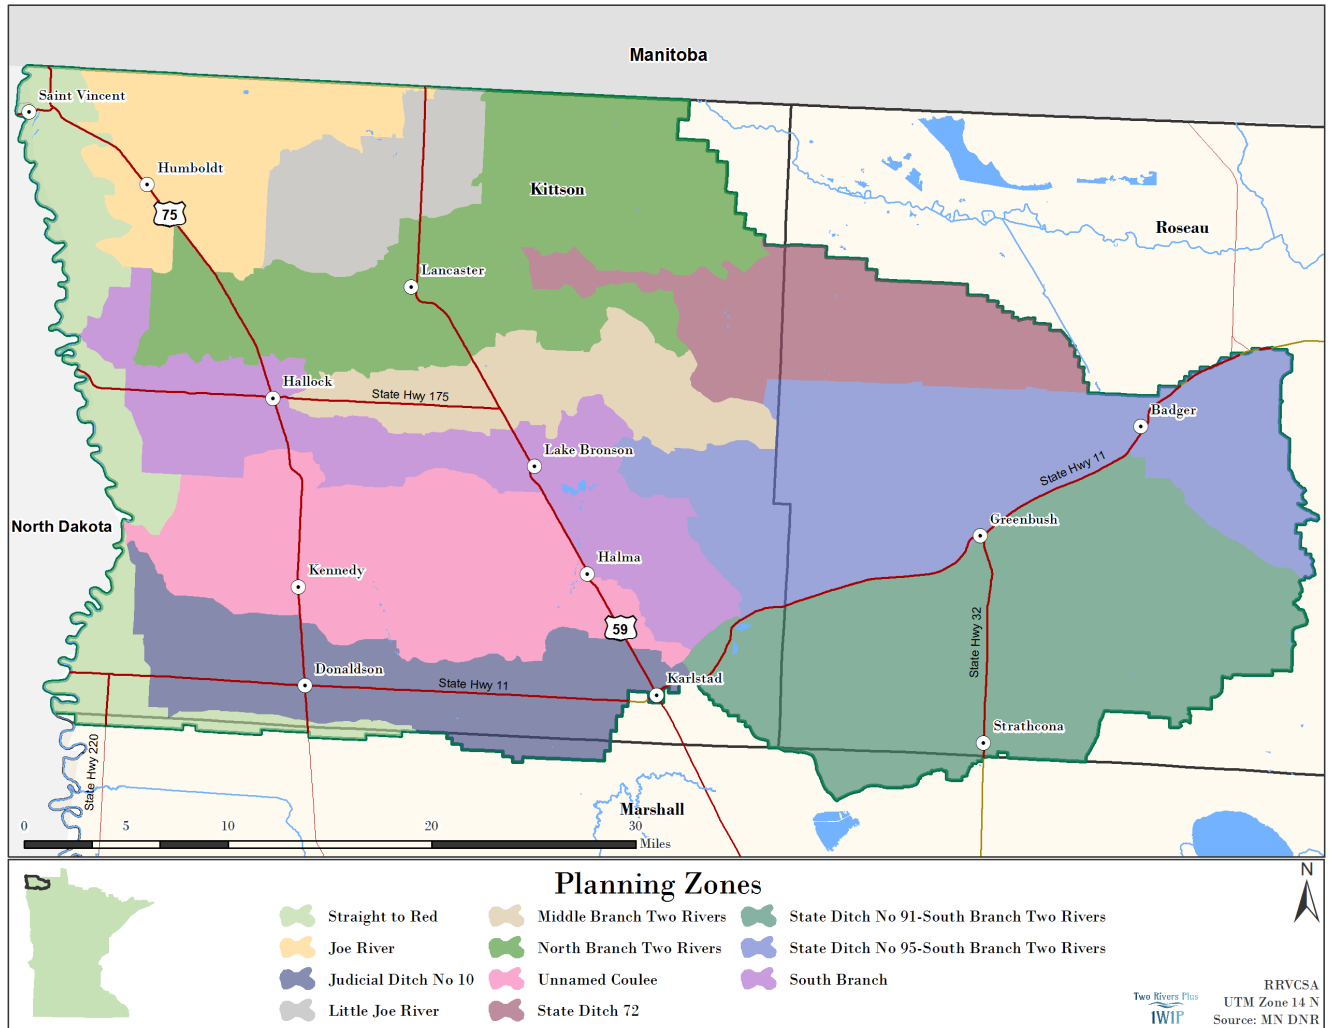 Manitoba
Saint Vincent
Humboldt
75
Kittson
Roseau
Lancaster
Hallock
State Hwy 175
Badger
Lake Bronson
State Hwy 11
North Dakota
Greenbush
Halma
Kennedy
59
State Hwy 32
Donaldson
State Hwy 11
Karlstad
Strathcona
State Hwy 220
Marshall
0 5 10 20 30
Miles
Planning Zones
N
Straight to Red
Joe River
Judicial Ditch No 10
Little Joe River
Middle Branch Two Rivers
North Branch Two Rivers
Unnamed Coulee
State Ditch 72
State Ditch No 91-South Branch Two Rivers
State Ditch No 95-South Branch Two Rivers
South Branch
Two Rivers Plus
1W1P
RRVCSA
UTM Zone 14 N
Source: MN DNR